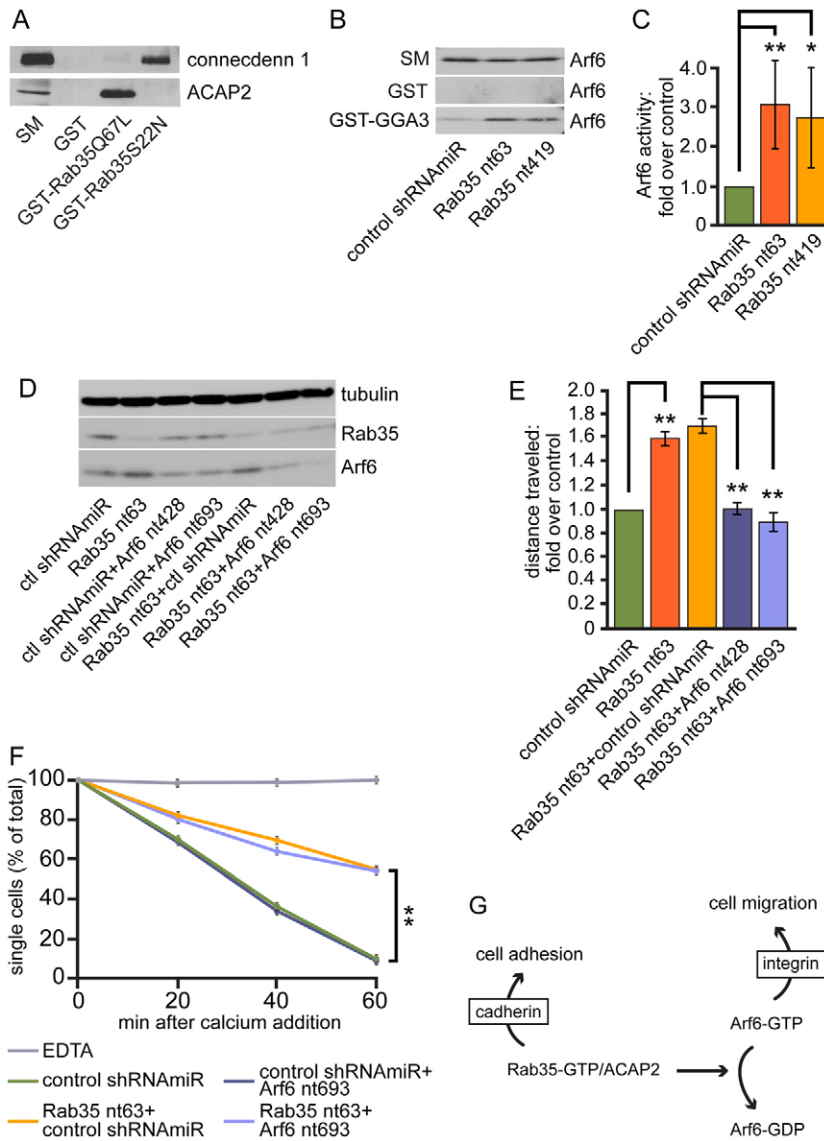 A
connecdenn 1
ACAP2
SM
GST
GST-Rab35Q67L
GST-Rab35S22N
B
SM
Arf6
GST
Arf6
GST-GGA3
Arf6
control shRNAmiR
Rab35 nt63
Rab35 nt419
C
Arf6 activity:
fold over control
4.0
3.0
2.0
1.0
0
**
*
control shRNAmiR
Rab35 nt63
Rab35 nt419
D
tubulin
Rab35
Arf6
ctl shRNAmiR
Rab35 nt63
ctl shRNAmiR+Arf6 nt428
ctl shRNAmiR+Arf6 nt693
Rab35 nt63+ctl shRNAmiR
Rab35 nt63+Arf6 nt428
Rab35 nt63+Arf6 nt693
E
distance traveled:
fold over control
2.0
1.8
1.6
1.4
1.2
1.0
0.8
0.6
0.4
0.2
0
**
**
**
control shRNAmiR
Rab35 nt63
Rab35 nt63+control shRNAmiR
Rab35 nt63+Arf6 nt428
Rab35 nt63+Arf6 nt693
F
single cells (% of total)
100
80
60
40
20
0
0
20
40
60
**
min after calcium addition
EDTA
control shRNAmiR
control shRNAmiR+
Arf6 nt693
Rab35 nt63+
control shRNAmiR
Rab35 nt63+
Arf6 nt693
G
cell migration
cell adhesion
integrin
cadherin
Arf6-GTP
Rab35-GTP/ACAP2
Arf6-GDP